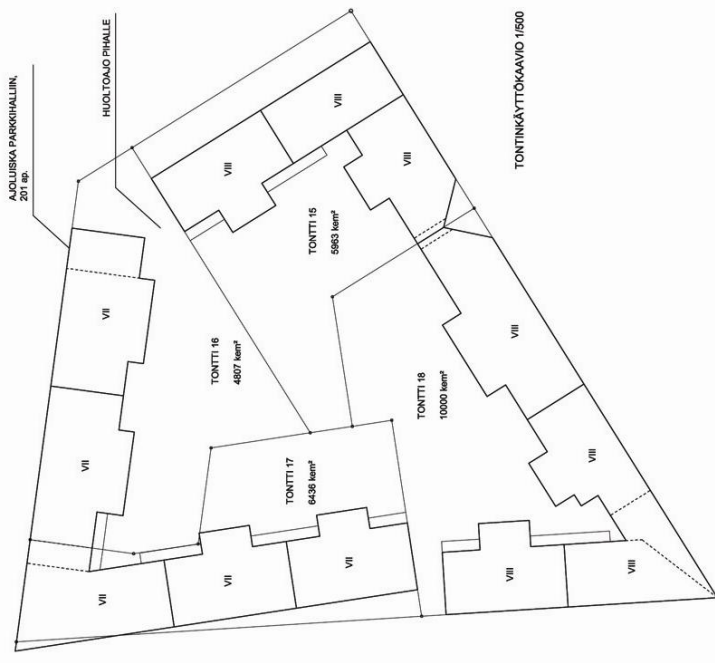 AJOLUISKA PARKKIHALLIIN,
201 ap.
HUOLTOAJO PIHALLE
TONTINKÄYTTÖKAAVIO 1/500
VII
VII
TONTTI 16
4807 kem²
VIII
VIII
VIII
TONTTI 15
5963 kem²
TONTTI 17
6436 kem²
VII
VII
VII
TONTTI 18
10000 kem²
VIII
VIII
VIII
VIII